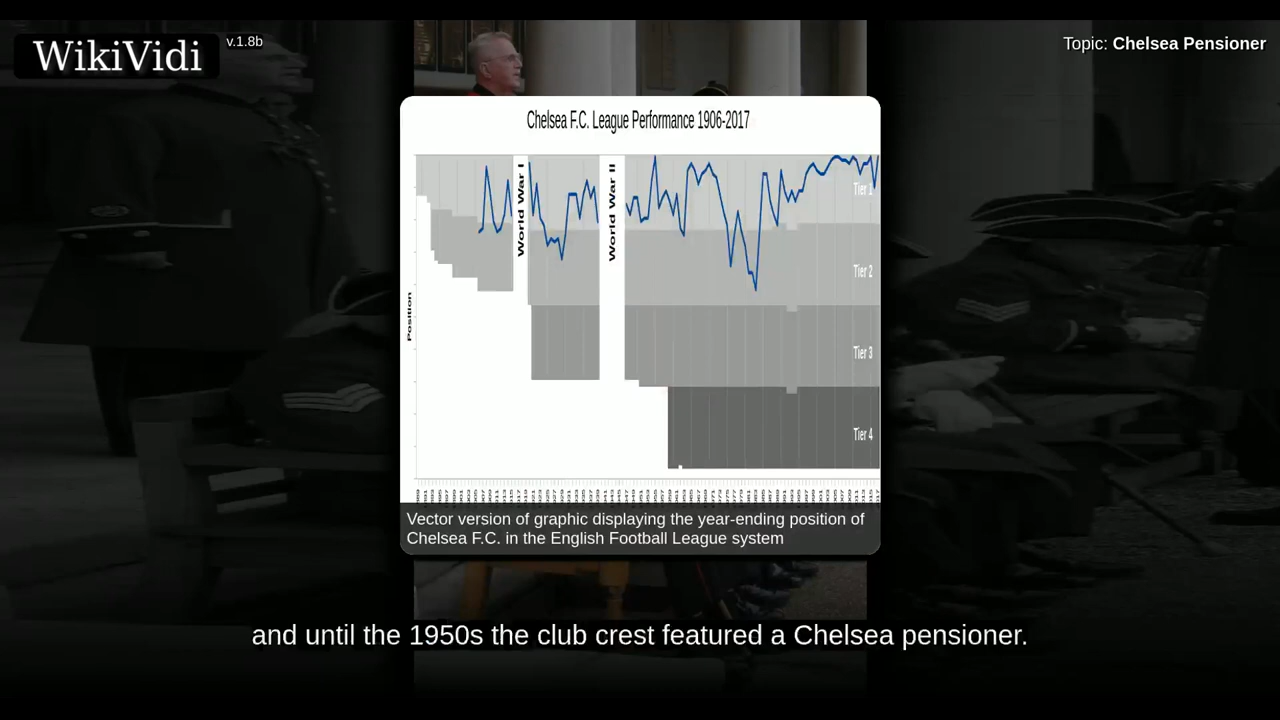 WikiVidi
v.1.8b
Topic: Chelsea Pensioner
Chelsea F.C. League Performance 1906-2017
World War I
World War II
Tier 1
Tier 2
Tier 3
Tier 4
Position
Vector version of graphic displaying the year-ending position of
Chelsea F.C. in the English Football League system
and until the 1950s the club crest featured a Chelsea pensioner.